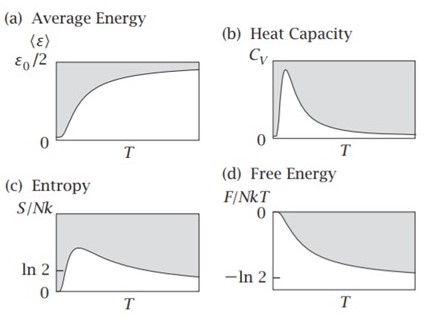 (a) Average Energy
⟨ε⟩
ε₀/2
0
T
(b) Heat Capacity
C_V
0
T
(c) Entropy
S/Nk
ln 2
0
T
(d) Free Energy
F/NkT
0
−ln 2
T